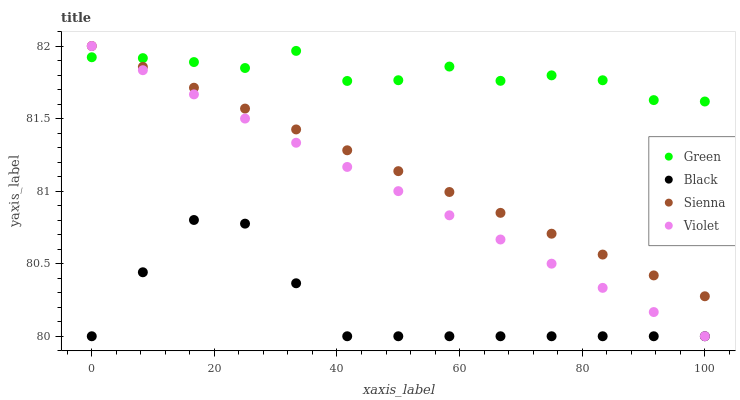 title
yaxis_label
82
81.5
81
80.5
80
Green
Black
Sienna
Violet
0 20 40 60 80 100
xaxis_label